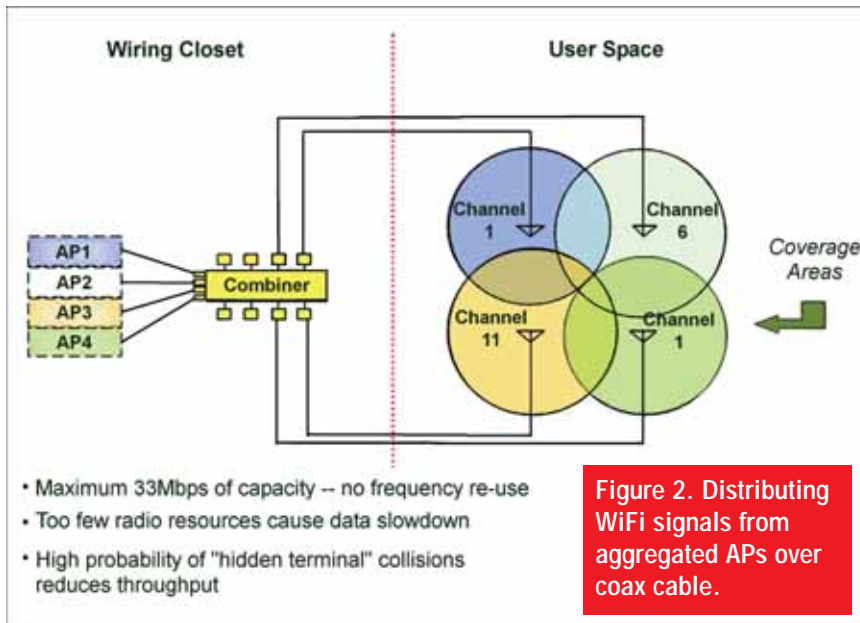 Wiring Closet
User Space
AP1
AP2
AP3
AP4
Combiner
Channel
1
Channel
6
Channel
11
Channel
1
Coverage
Areas
• Maximum 33Mbps of capacity -- no frequency re-use
• Too few radio resources cause data slowdown
• High probability of "hidden terminal" collisions
reduces throughput
Figure 2. Distributing
WiFi signals from
aggregated APs over
coax cable.